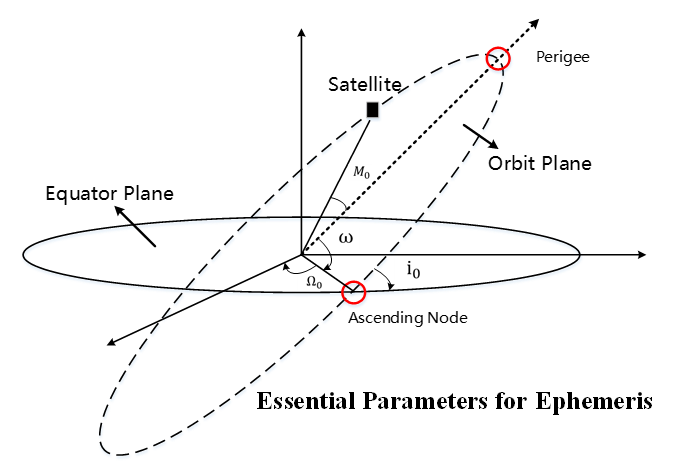 Perigee
Satellite
Orbit Plane
M₀
Equator Plane
ω
i₀
Ω₀
Ascending Node
Essential Parameters for Ephemeris